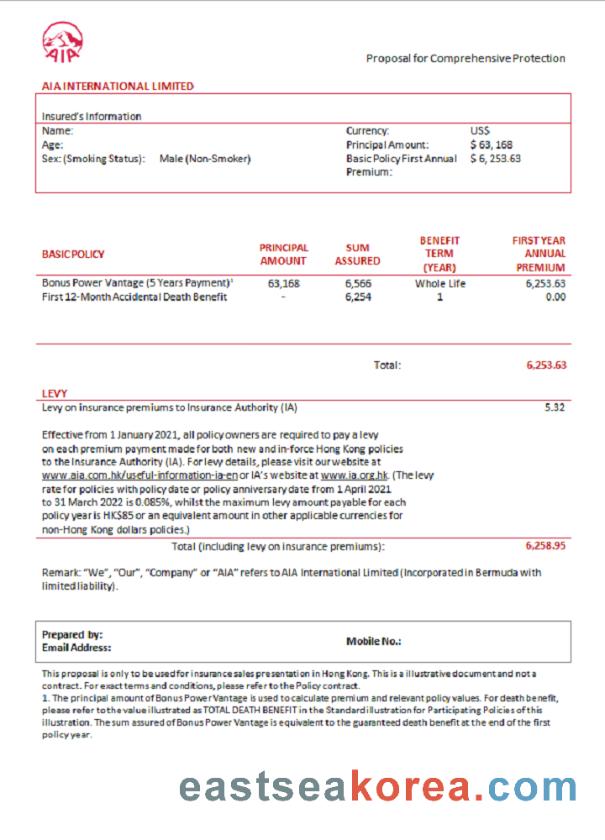 AIA
Proposal for Comprehensive Protection
AIA INTERNATIONAL LIMITED
Insured's Information
Name:
Age:
Sex: (Smoking Status): Male (Non-Smoker)
Currency: US$
Principal Amount: $ 63, 168
Basic Policy First Annual Premium: $ 6, 253.63
BASIC POLICY PRINCIPAL AMOUNT SUM ASSURED BENEFIT TERM (YEAR) FIRST YEAR ANNUAL PREMIUM
Bonus Power Vantage (5 Years Payment)¹ 63,168 6,566 Whole Life 6,253.63
First 12-Month Accidental Death Benefit - 6,254 1 0.00
Total: 6,253.63
LEVY
Levy on insurance premiums to Insurance Authority (IA) 5.32
Effective from 1 January 2021, all policy owners are required to pay a levy
on each premium payment made for both new and in-force Hong Kong policies
to the Insurance Authority (IA). For levy details, please visit our website at
www.aia.com.hk/useful-information-ia-en or IA's website at www.ia.org.hk. (The levy
rate for policies with policy date or policy anniversary date from 1 April 2021
to 31 March 2022 is 0.085%, whilst the maximum levy amount payable for each
policy year is HK$85 or an equivalent amount in other applicable currencies for
non-Hong Kong dollars policies.)
Total (including levy on insurance premiums): 6,258.95
Remark: "We", "Our", "Company" or "AIA" refers to AIA International Limited (Incorporated in Bermuda with
limited liability).
Prepared by:
Email Address:
Mobile No.:
This proposal is only to be used for insurance sales presentation in Hong Kong. This is a illustrative document and not a
contract. For exact terms and conditions, please refer to the Policy contract.
1. The principal amount of Bonus Power Vantage is used to calculate premium and relevant policy values. For death benefit,
please refer to the value illustrated as TOTAL DEATH BENEFIT in the Standard illustration for Participating Policies of this
illustration. The sum assured of Bonus Power Vantage is equivalent to the guaranteed death benefit at the end of the first
policy year.
eastseakorea.com